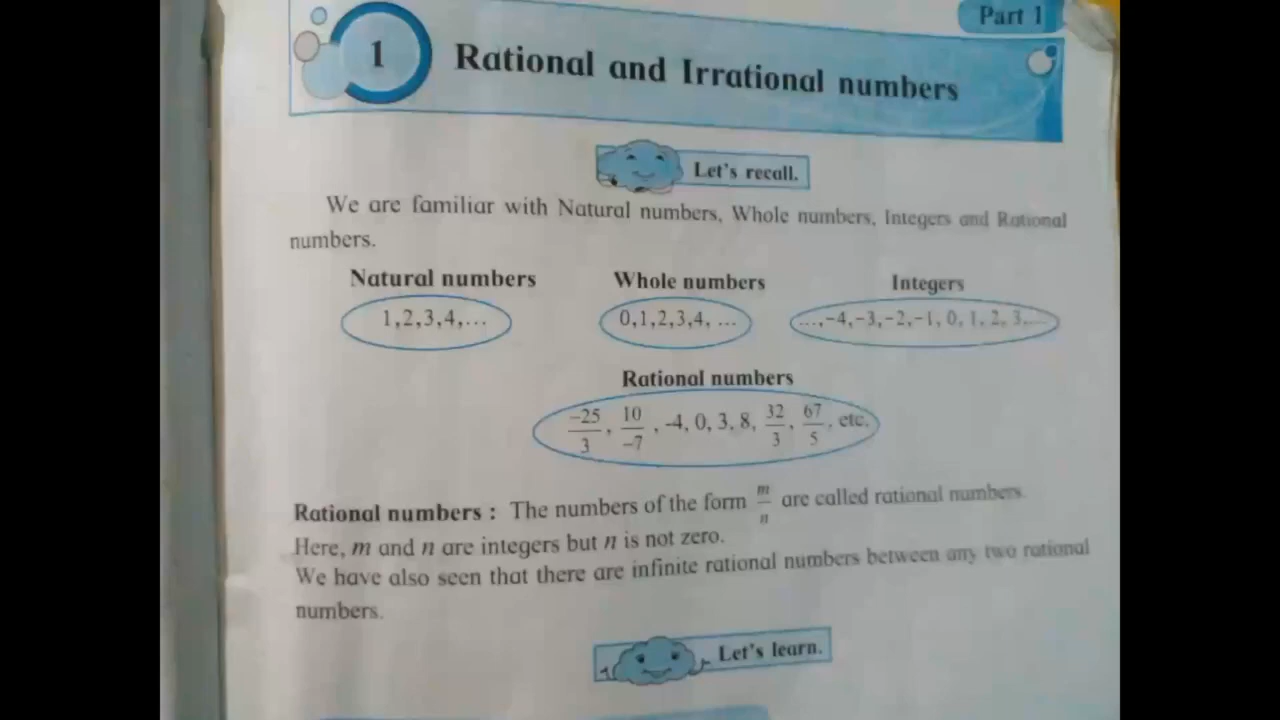 Part 1
1 Rational and Irrational numbers
Let's recall.
We are familiar with Natural numbers, Whole numbers, Integers and Rational
numbers.
Natural numbers Whole numbers Integers
1,2,3,4,... 0,1,2,3,4, ... ...,-4,-3,-2,-1, 0, 1, 2, 3,...
Rational numbers
-25/3, 10/-7, -4, 0, 3, 8, 32/3, 67/5, etc.
Rational numbers : The numbers of the form m/n are called rational numbers.
Here, m and n are integers but n is not zero.
We have also seen that there are infinite rational numbers between any two rational
numbers.
Let's learn.